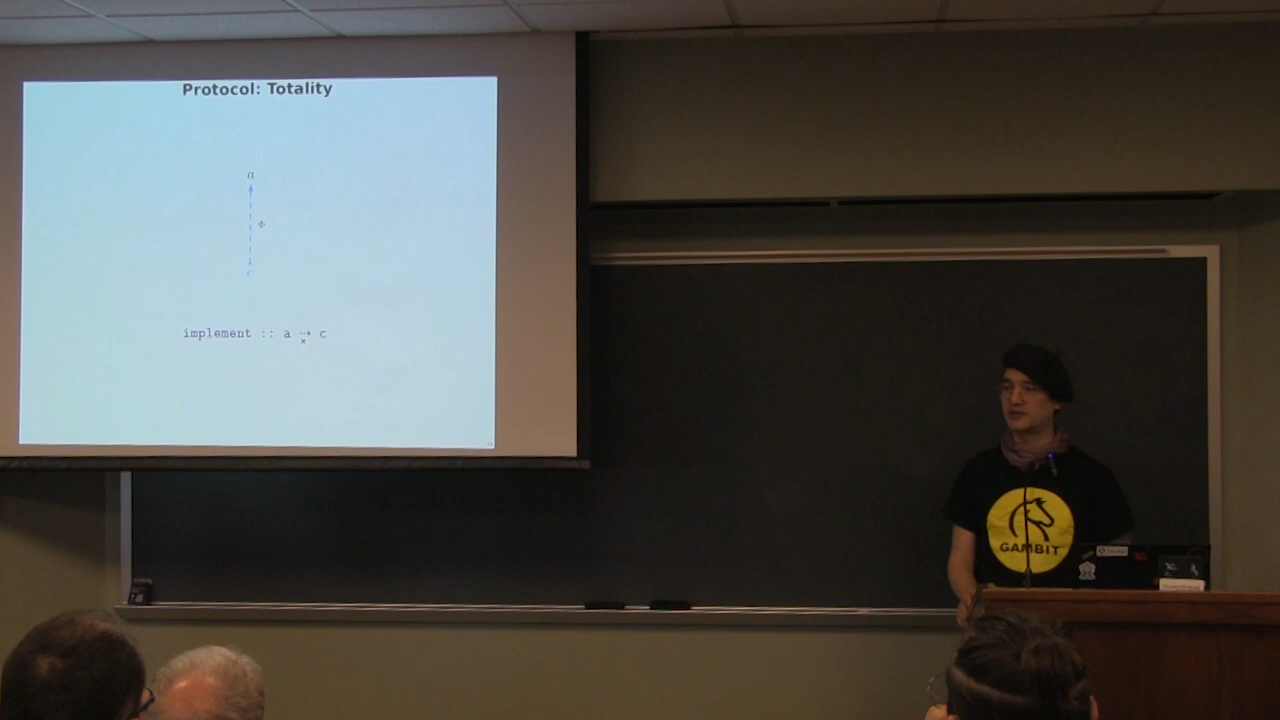 Protocol: Totality
a
Φ
c
implement :: a ⇢ c
x
GAMBIT